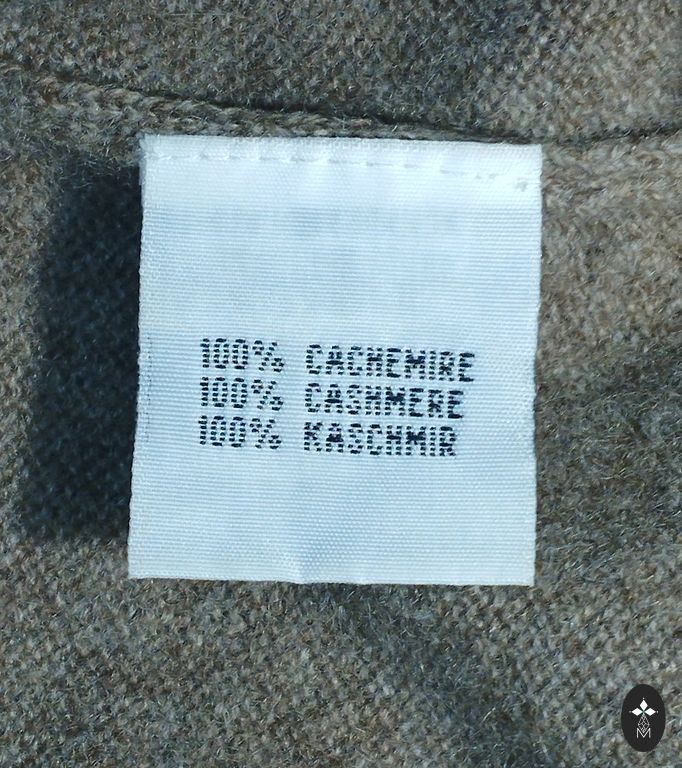 100% CACHEMIRE
100% CASHMERE
100% KASCHMIR
M